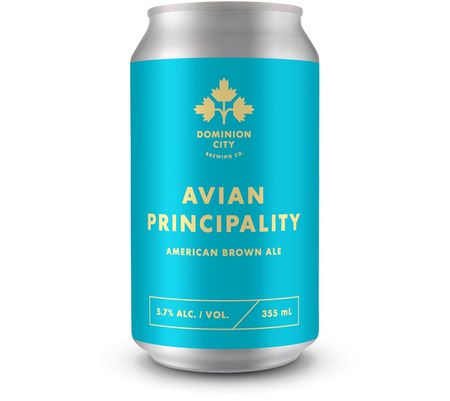 DOMINION
CITY
BREWING CO.
AVIAN
PRINCIPALITY
AMERICAN BROWN ALE
5.7% ALC. / VOL. 355 mL